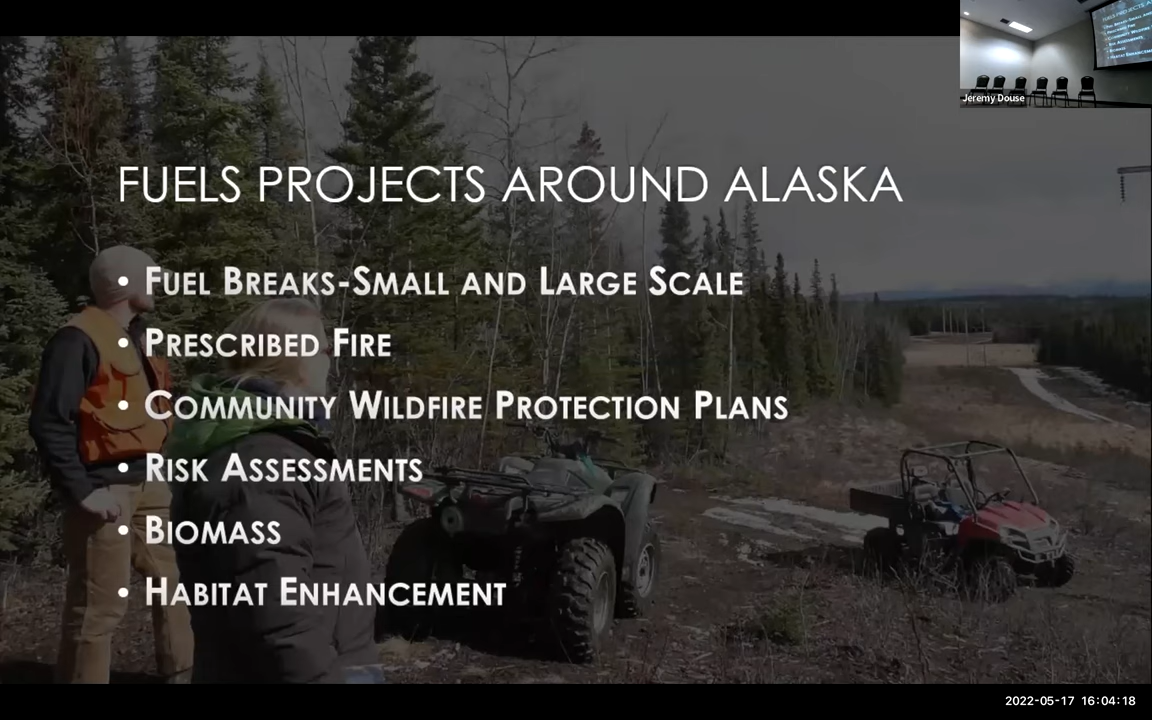 FUELS PROJECTS AROUND ALASKA
• FUEL BREAKS-SMALL AND LARGE SCALE
• PRESCRIBED FIRE
• COMMUNITY WILDFIRE PROTECTION PLANS
• RISK ASSESSMENTS
• BIOMASS
• HABITAT ENHANCEMENT
Jeremy Douse
2022-05-17 16:04:18